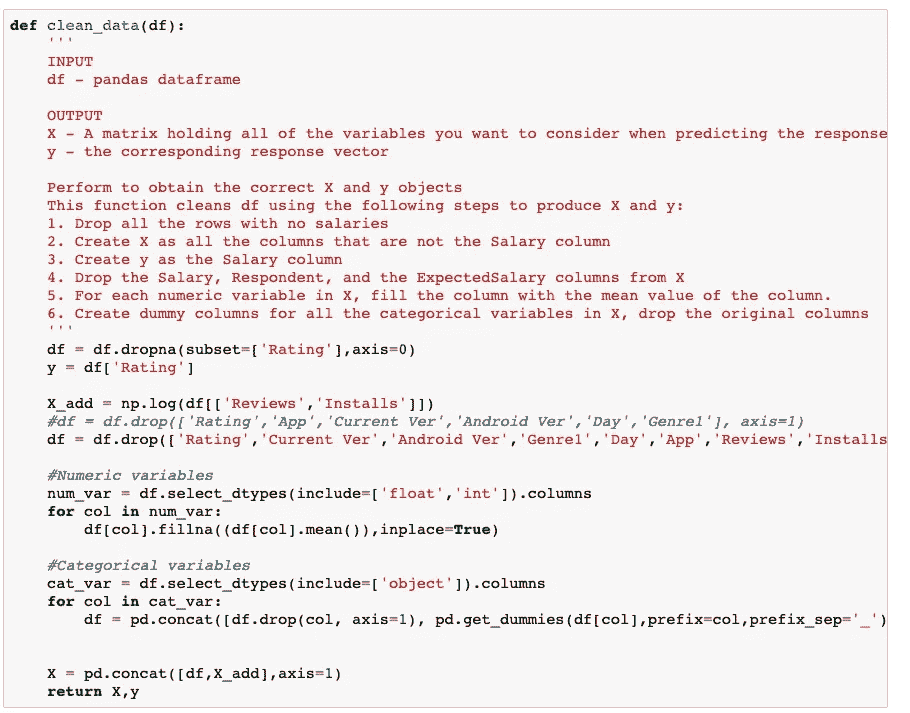 def clean_data(df):
    '''
    INPUT
    df - pandas dataframe

    OUTPUT
    X - A matrix holding all of the variables you want to consider when predicting the response
    y - the corresponding response vector

    Perform to obtain the correct X and y objects
    This function cleans df using the following steps to produce X and y:
    1. Drop all the rows with no salaries
    2. Create X as all the columns that are not the Salary column
    3. Create y as the Salary column
    4. Drop the Salary, Respondent, and the ExpectedSalary columns from X
    5. For each numeric variable in X, fill the column with the mean value of the column.
    6. Create dummy columns for all the categorical variables in X, drop the original columns
    '''
    df = df.dropna(subset=['Rating'],axis=0)
    y = df['Rating']

    X_add = np.log(df[['Reviews','Installs']])
    #df = df.drop(['Rating','App','Current Ver','Android Ver','Day','Genre1'], axis=1)
    df = df.drop(['Rating','Current Ver','Android Ver','Genre1','Day','App','Reviews','Installs

    #Numeric variables
    num_var = df.select_dtypes(include=['float','int']).columns
    for col in num_var:
        df[col].fillna((df[col].mean()),inplace=True)

    #Categorical variables
    cat_var = df.select_dtypes(include=['object']).columns
    for col in cat_var:
        df = pd.concat([df.drop(col, axis=1), pd.get_dummies(df[col],prefix=col,prefix_sep='_')

    X = pd.concat([df,X_add],axis=1)
    return X,y